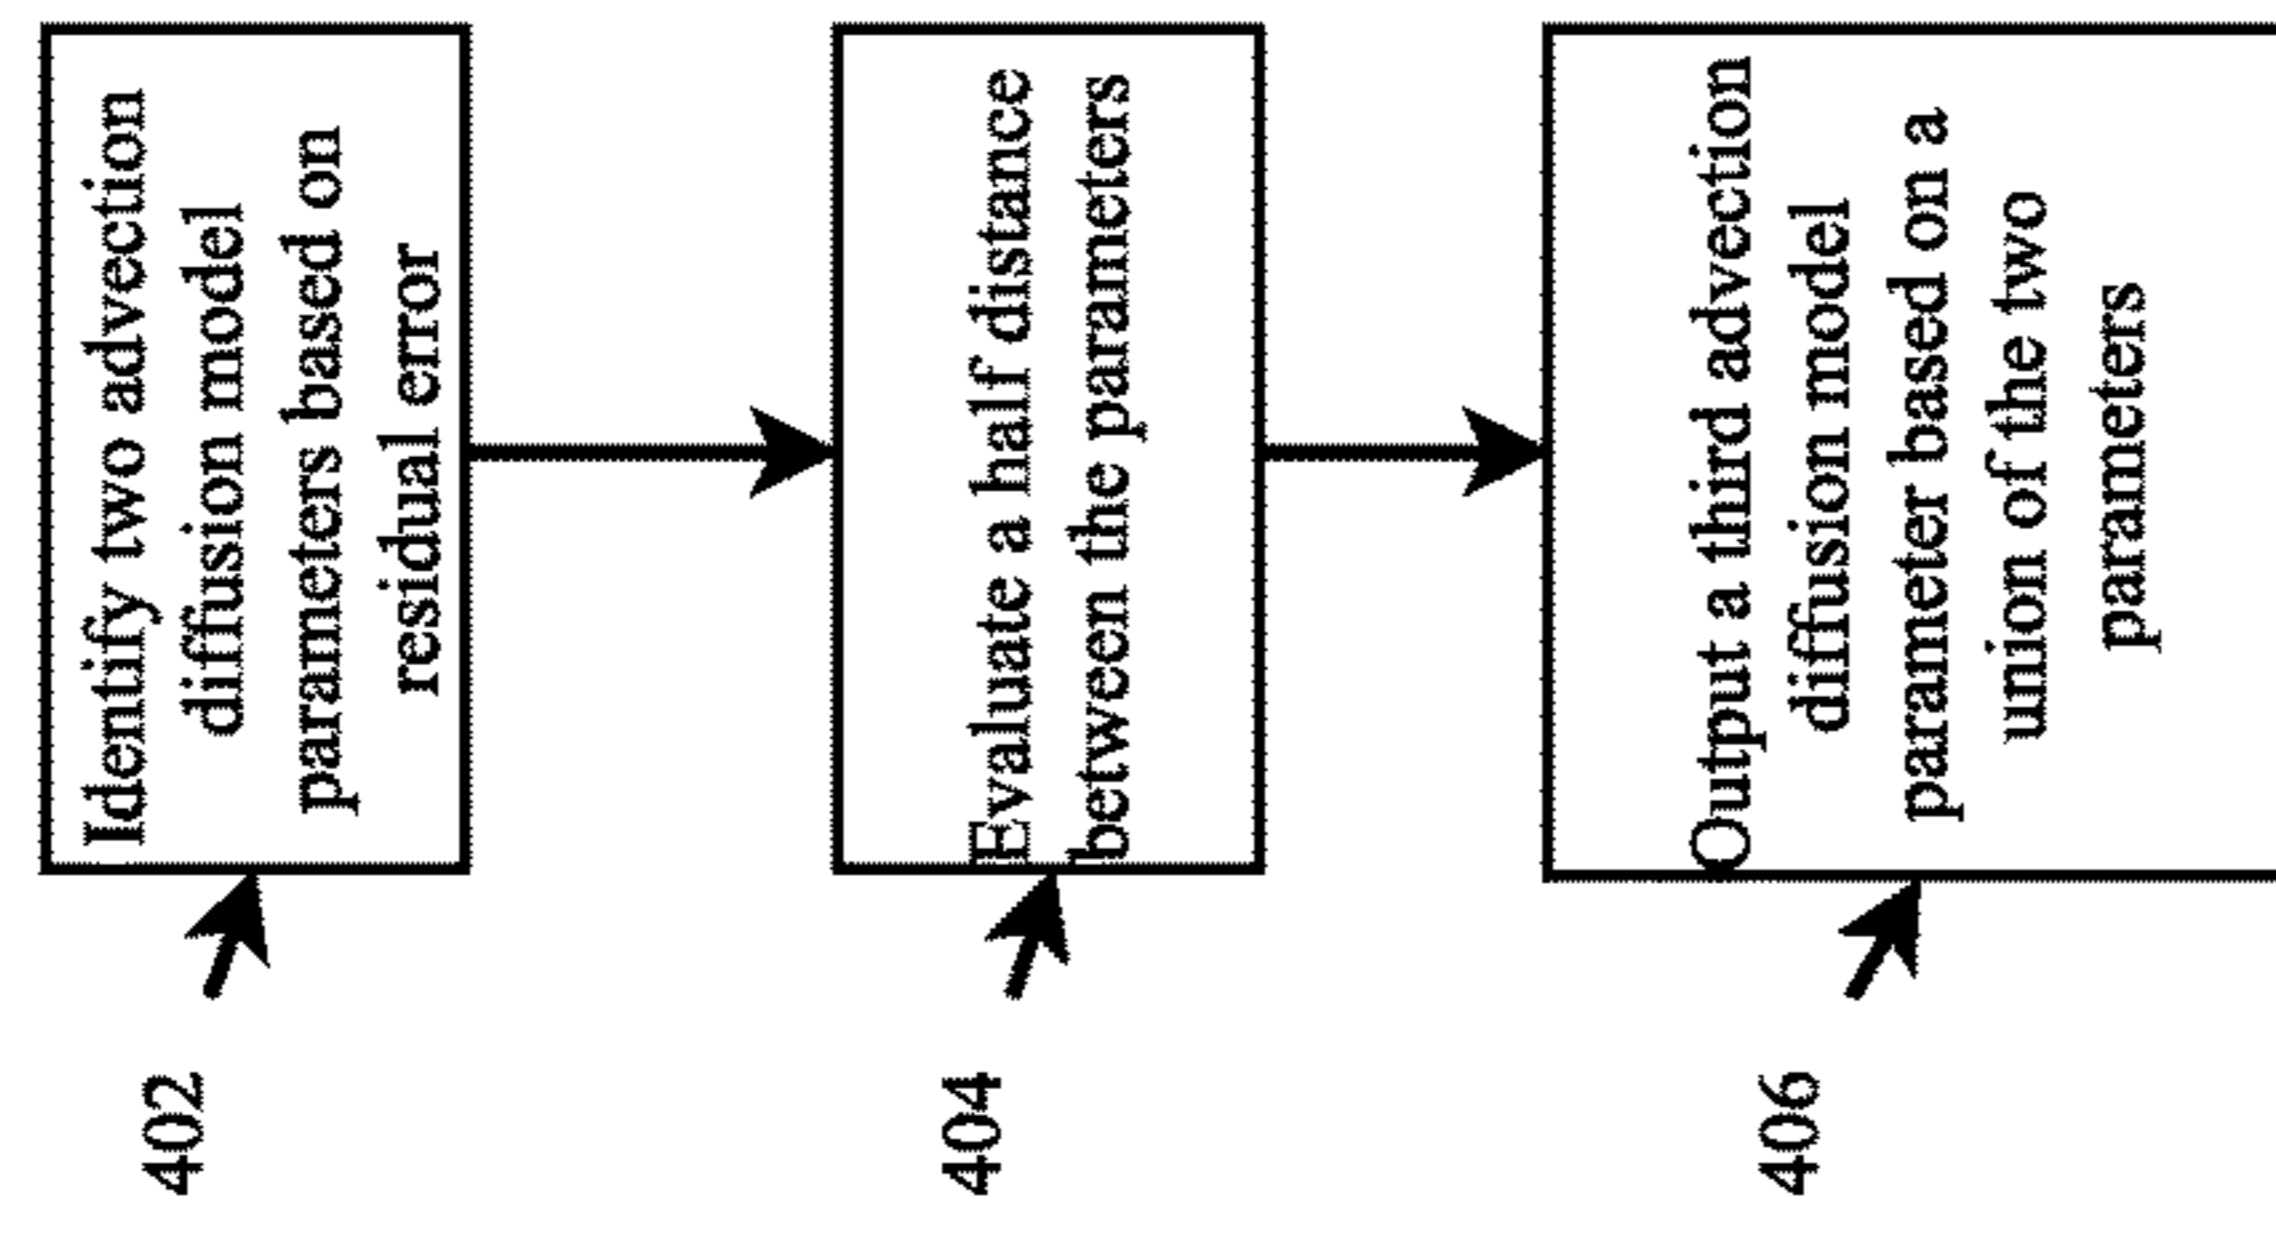 402
Identify two advection
diffusion model
parameters based on
residual error
404
Evaluate a half distance
between the parameters
406
Output a third advection
diffusion model
parameter based on a
union of the two
parameters